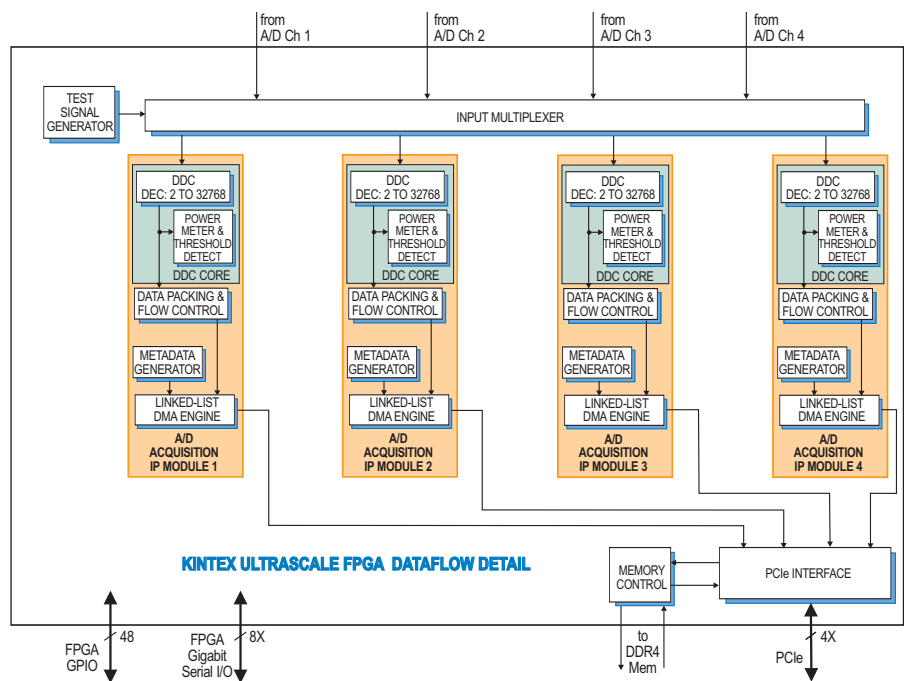 from
A/D Ch 1
from
A/D Ch 2
from
A/D Ch 3
from
A/D Ch 4
TEST
SIGNAL
GENERATOR
INPUT MULTIPLEXER
DDC
DEC: 2 TO 32768
POWER
METER &
THRESHOLD
DETECT
DDC CORE
DATA PACKING &
FLOW CONTROL
METADATA
GENERATOR
LINKED-LIST
DMA ENGINE
A/D
ACQUISITION
IP MODULE 1
DDC
DEC: 2 TO 32768
POWER
METER &
THRESHOLD
DETECT
DDC CORE
DATA PACKING &
FLOW CONTROL
METADATA
GENERATOR
LINKED-LIST
DMA ENGINE
A/D
ACQUISITION
IP MODULE 2
DDC
DEC: 2 TO 32768
POWER
METER &
THRESHOLD
DETECT
DDC CORE
DATA PACKING &
FLOW CONTROL
METADATA
GENERATOR
LINKED-LIST
DMA ENGINE
A/D
ACQUISITION
IP MODULE 3
DDC
DEC: 2 TO 32768
POWER
METER &
THRESHOLD
DETECT
DDC CORE
DATA PACKING &
FLOW CONTROL
METADATA
GENERATOR
LINKED-LIST
DMA ENGINE
A/D
ACQUISITION
IP MODULE 4
KINTEX ULTRASCALE FPGA DATAFLOW DETAIL
MEMORY
CONTROL
PCIe INTERFACE
48
FPGA
GPIO
8X
FPGA
Gigabit
Serial I/O
to
DDR4
Mem
4X
PCIe